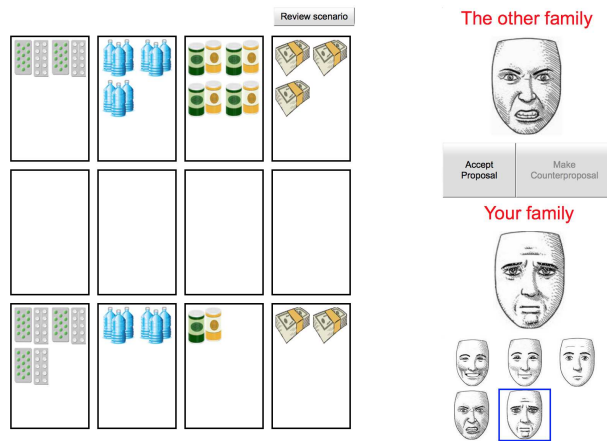 Review scenario
The other family
Accept
Proposal
Make
Counterproposal
Your family